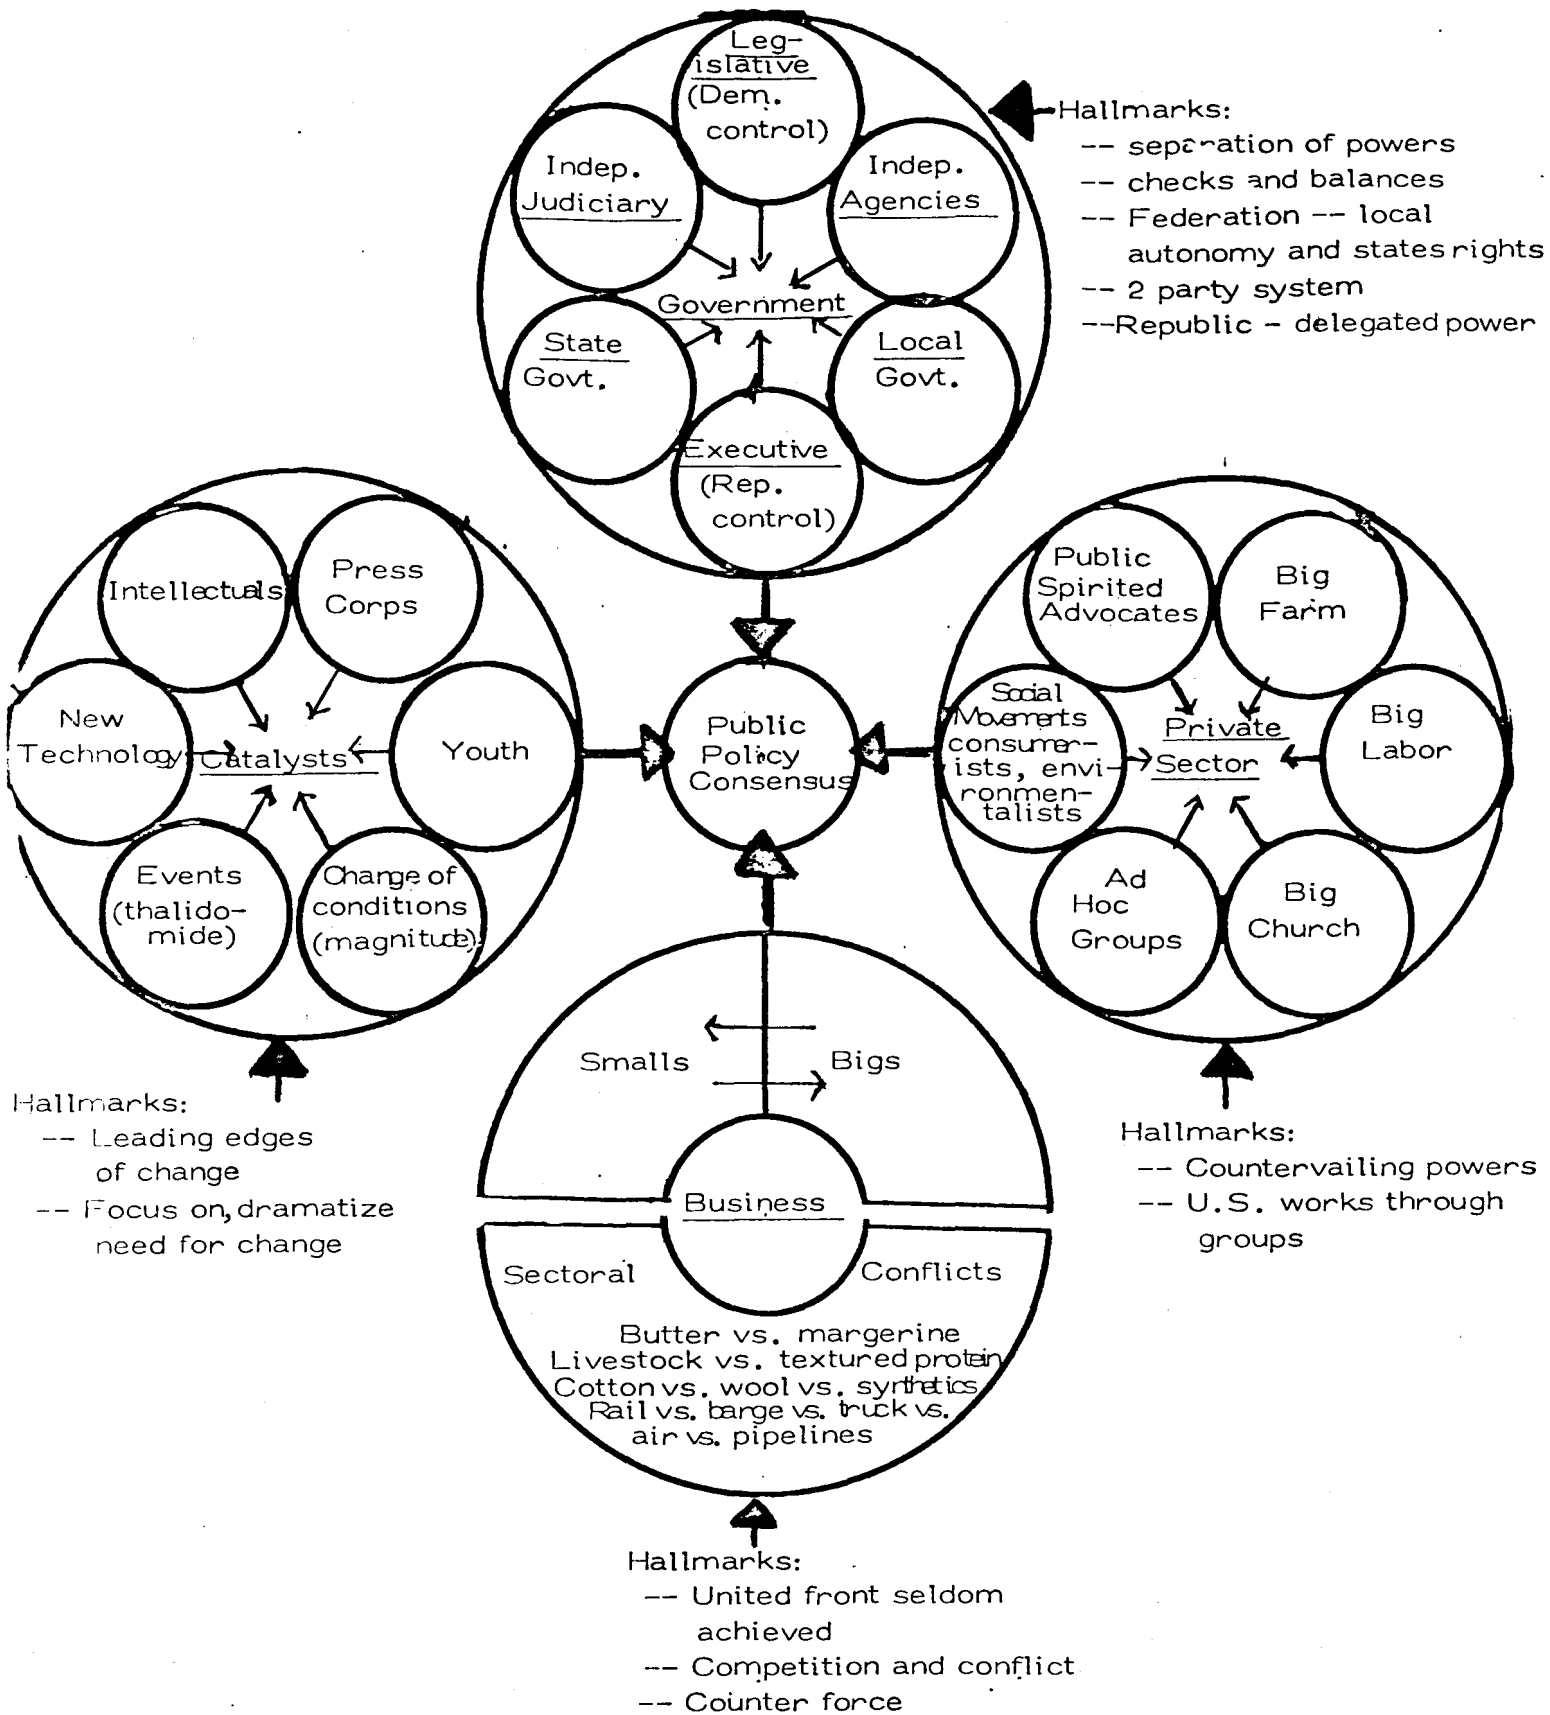 Leg-
islative
(Dem.
control)
Indep.
Judiciary
Indep.
Agencies
Government
State
Govt.
Local
Govt.
Executive
(Rep.
control)
Hallmarks:
-- separation of powers
-- checks and balances
-- Federation -- local
autonomy and states rights
-- 2 party system
--Republic - delegated power
Intellectuals
Press
Corps
New
Technology
Catalysts
Youth
Events
(thalido-
mide)
Change of
conditions
(magnitude)
Public
Policy
Consensus
Public
Spirited
Advocates
Big
Farm
Social
Movements
consumer-
ists, envi-
ronmen-
talists
Private
Sector
Big
Labor
Ad
Hoc
Groups
Big
Church
Hallmarks:
-- Leading edges
of change
-- Focus on, dramatize
need for change
Hallmarks:
-- Countervailing powers
-- U.S. works through
groups
Smalls
Bigs
Business
Sectoral
Conflicts
Butter vs. margerine
Livestock vs. textured protein
Cotton vs. wool vs. synthetics
Rail vs. barge vs. truck vs.
air vs. pipelines
Hallmarks:
-- United front seldom
achieved
-- Competition and conflict
-- Counter force